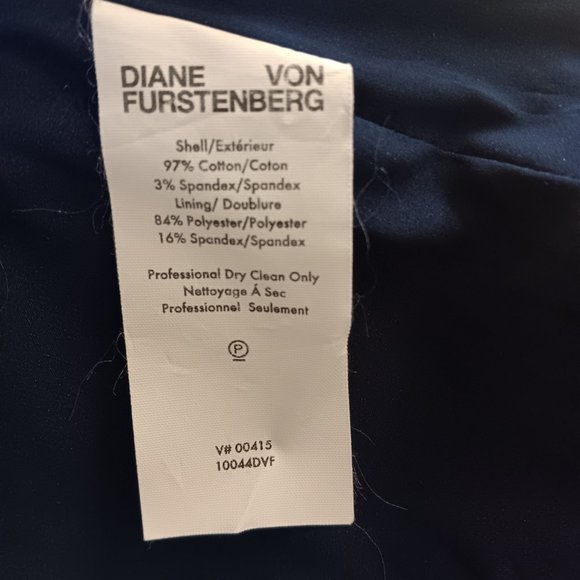 DIANE VON
FURSTENBERG
Shell/Extérieur
97% Cotton/Coton
3% Spandex/Spandex
Lining/ Doublure
84% Polyester/Polyester
16% Spandex/Spandex
Professional Dry Clean Only
Nettoyage Á Sec
Professionnel Seulement
P
V# 00415
10044DVF